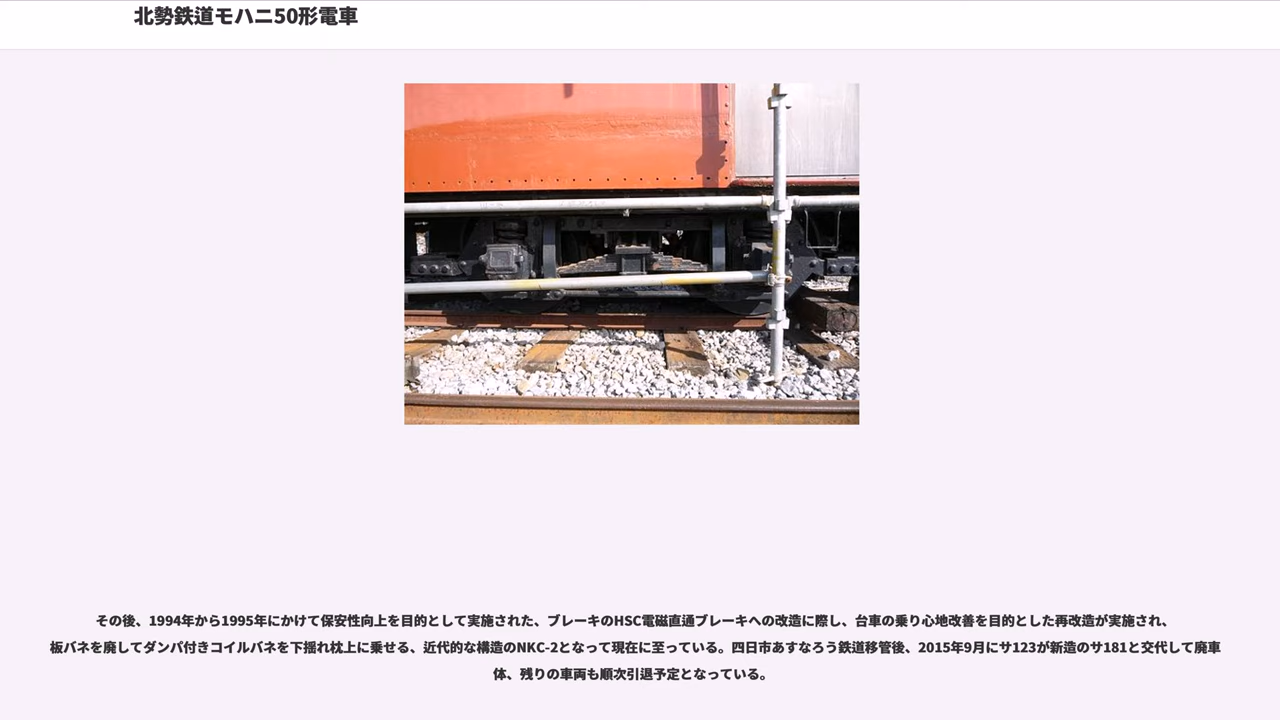 北勢鉄道モハニ50形電車
その後、1994年から1995年にかけて保安性向上を目的として実施された、ブレーキのHSC電磁直通ブレーキへの改造に際し、台車の乗り心地改善を目的とした再改造が実施され、
板バネを廃してダンパ付きコイルバネを下揺れ枕上に乗せる、近代的な構造のNKC-2となって現在に至っている。四日市あすなろう鉄道移管後、2015年9月にサ123が新造のサ181と交代して廃車
体、残りの車両も順次引退予定となっている。